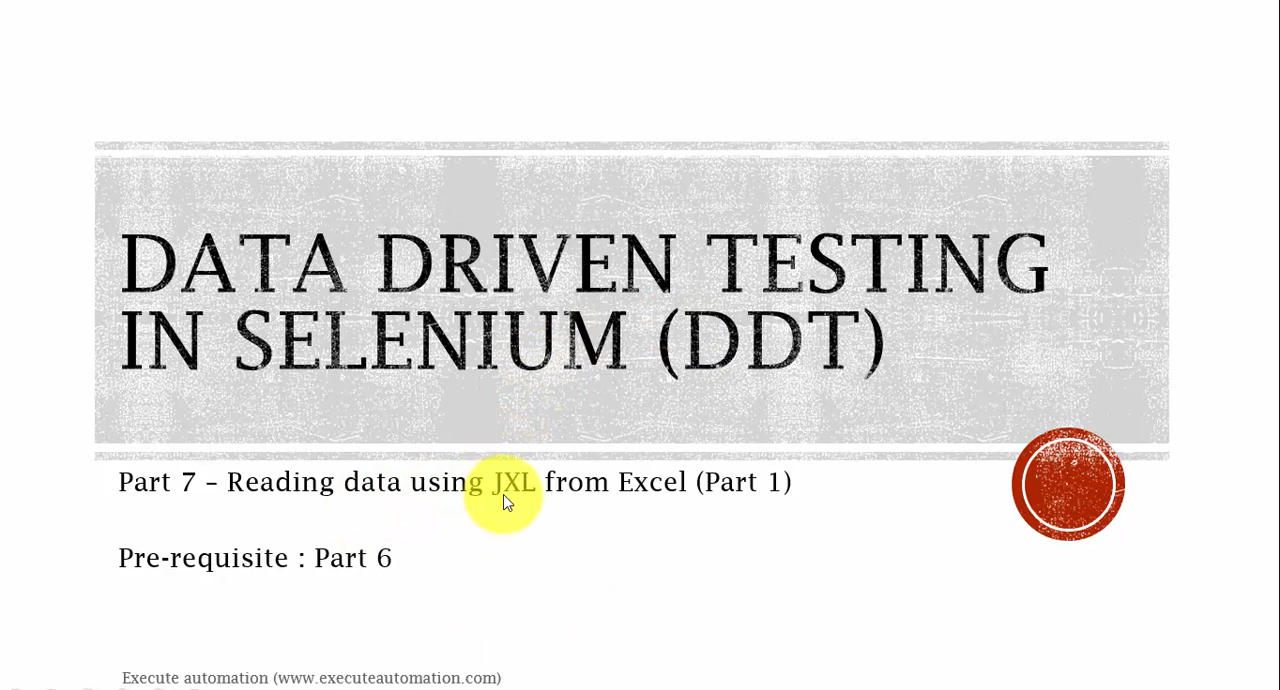 DATA DRIVEN TESTING
IN SELENIUM (DDT)
Part 7 – Reading data using JXL from Excel (Part 1)
Pre-requisite : Part 6
Execute automation (www.executeautomation.com)